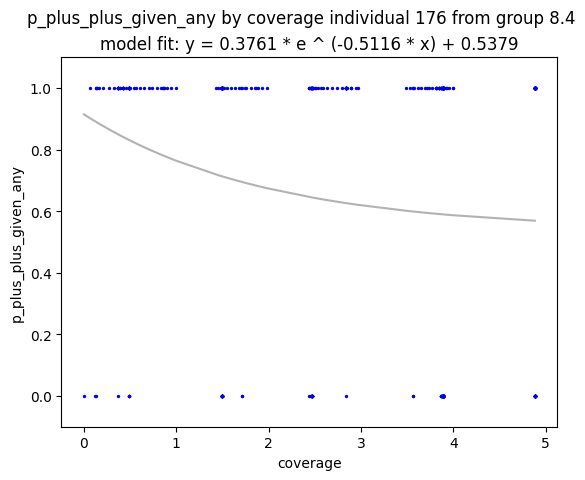 p_plus_plus_given_any by coverage individual 176 from group 8.4
model fit: y = 0.3761 * e ^ (-0.5116 * x) + 0.5379
1.0
0.8
0.6
0.4
0.2
0.0
p_plus_plus_given_any
0 1 2 3 4 5
coverage